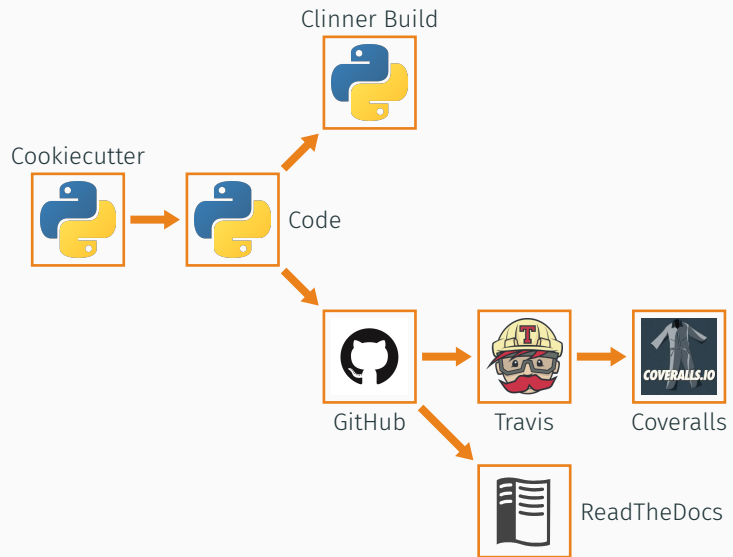 Clinner Build
Cookiecutter
Code
T
COVERALLS.IO
GitHub
Travis
Coveralls
ReadTheDocs